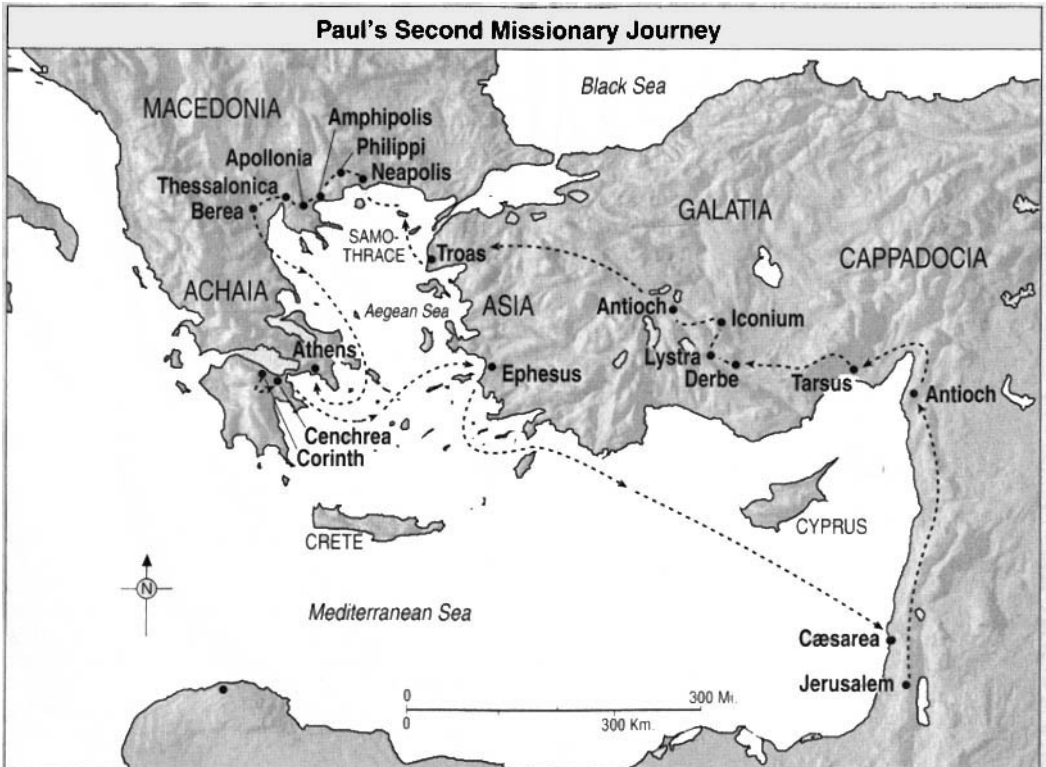 Paul's Second Missionary Journey
Black Sea
MACEDONIA
Amphipolis
Philippi
Apollonia
Neapolis
Thessalonica
Berea
GALATIA
SAMO-
THRACE
Troas
CAPPADOCIA
ACHAIA
Aegean Sea
ASIA
Antioch
Iconium
Athens
Lystra
Derbe
Ephesus
Tarsus
Antioch
Cenchrea
Corinth
CRETE
CYPRUS
N
Mediterranean Sea
Cæsarea
Jerusalem
0
300 Mi.
0
300 Km.